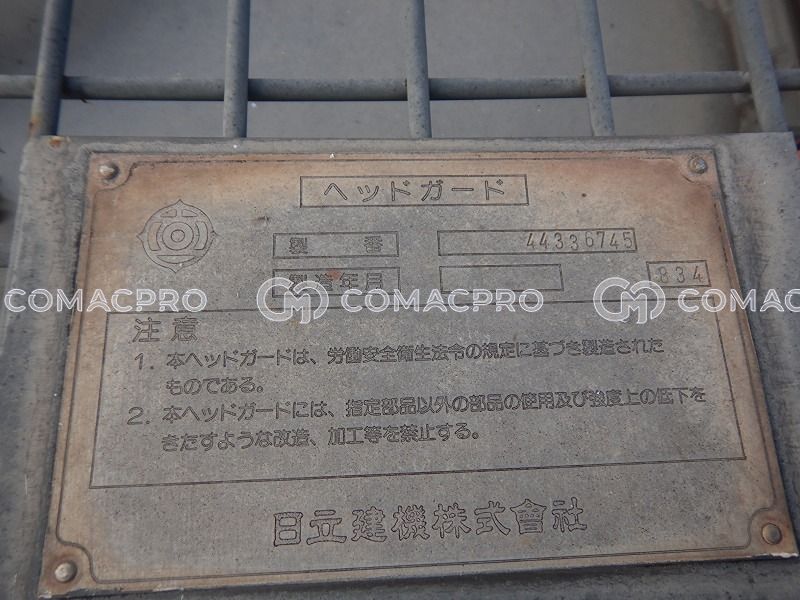 ヘッドガード
製番 44336745
製造年月 834
COMACPRO COMACPRO COMACPRO
注意
1. 本ヘッドガードは、労働安全衛生法令の規定に基づき製造された
ものである。
2. 本ヘッドガードには、指定部品以外の部品の使用及び強度上の低下を
きたすような改造、加工等を禁止する。
日立建機株式會社